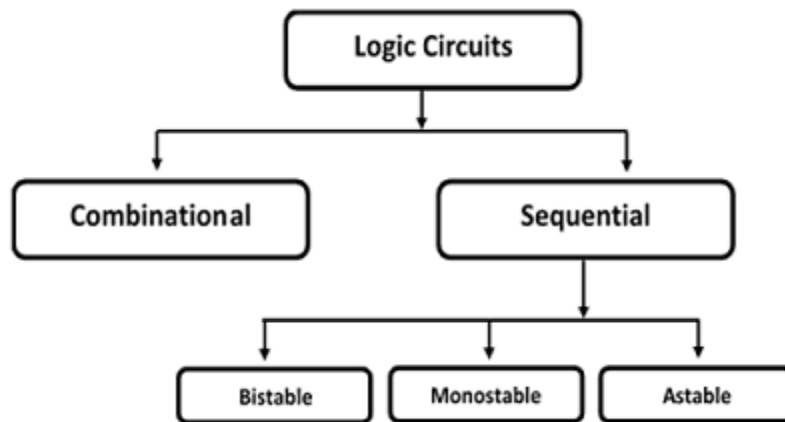 Logic Circuits
Combinational
Sequential
Bistable
Monostable
Astable